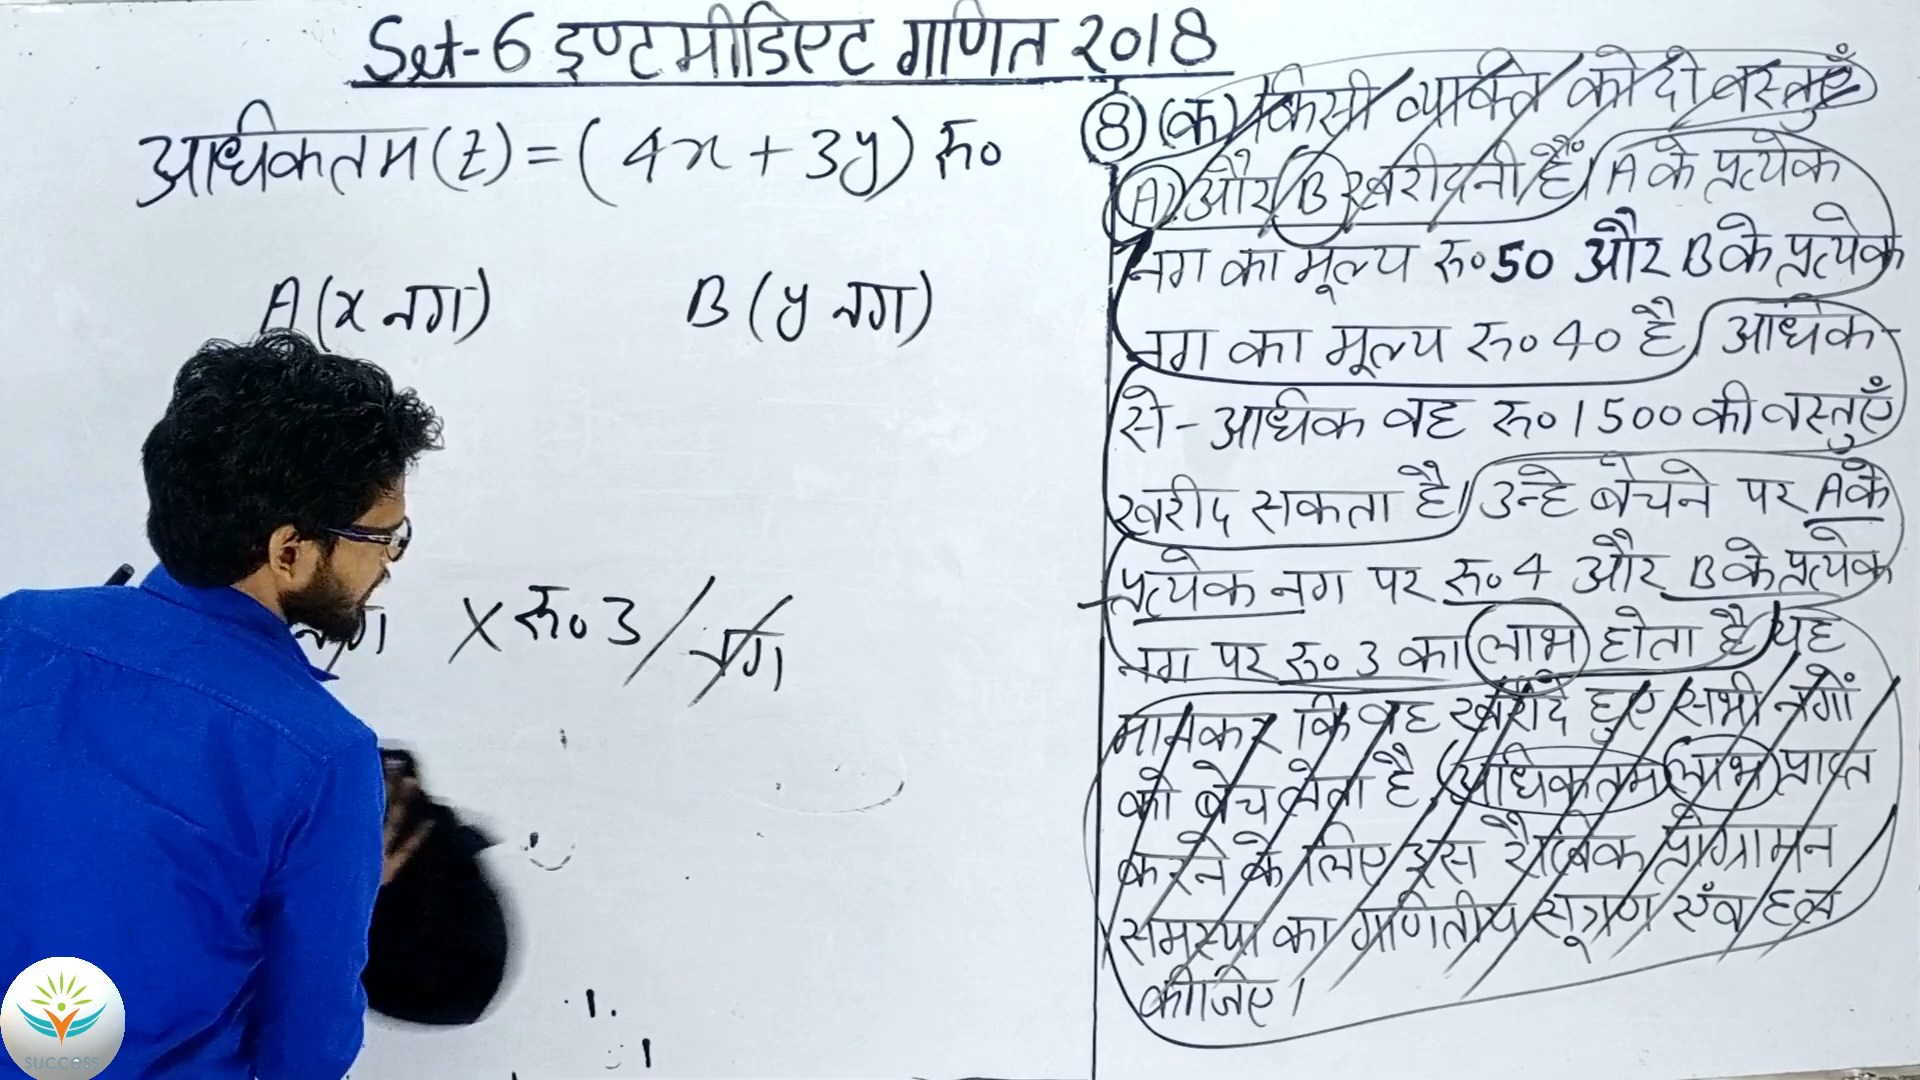 Set-6 इण्टमीडिएट गणित 2018
अधिकतम (z) = ( 4x + 3y) रु०
A (x नग)
B (y नग)
नग × रु० 3 / नग
8 (क) किसी व्यक्ति को दो वस्तुएँ
A और B खरीदनी हैं। A के प्रत्येक
नग का मूल्य रु० 50 और B के प्रत्येक
नग का मूल्य रु० 40 है। अधिक-
से- अधिक वह रु० 1500 की वस्तुएँ
खरीद सकता है। उन्हे बेचने पर A के
प्रत्येक नग पर रु० 4 और B के प्रत्येक
नग पर रु० 3 का लाभ होता है। यह
मानकर कि वह खरीदे हुए सभी नगों
को बेच लेता है, अधिकतम लाभ प्राप्त
करने के लिए इस रैखिक प्रोग्रामन
समस्या का गणितीय सूत्रण एँव हल
कीजिए।
SUCCESS